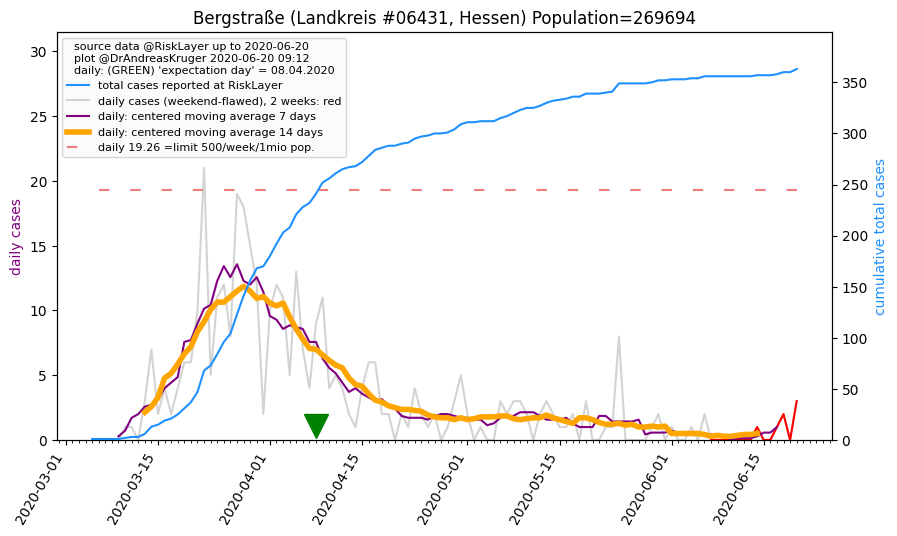 Bergstraße (Landkreis #06431, Hessen) Population=269694
source data @RiskLayer up to 2020-06-20
plot @DrAndreasKruger 2020-06-20 09:12
daily: (GREEN) 'expectation day' = 08.04.2020
total cases reported at RiskLayer
daily cases (weekend-flawed), 2 weeks: red
daily: centered moving average 7 days
daily: centered moving average 14 days
daily 19.26 =limit 500/week/1mio pop.
daily cases
30
25
20
15
10
5
0
cumulative total cases
350
300
250
200
150
100
50
0
2020-03-01
2020-03-15
2020-04-01
2020-04-15
2020-05-01
2020-05-15
2020-06-01
2020-06-15